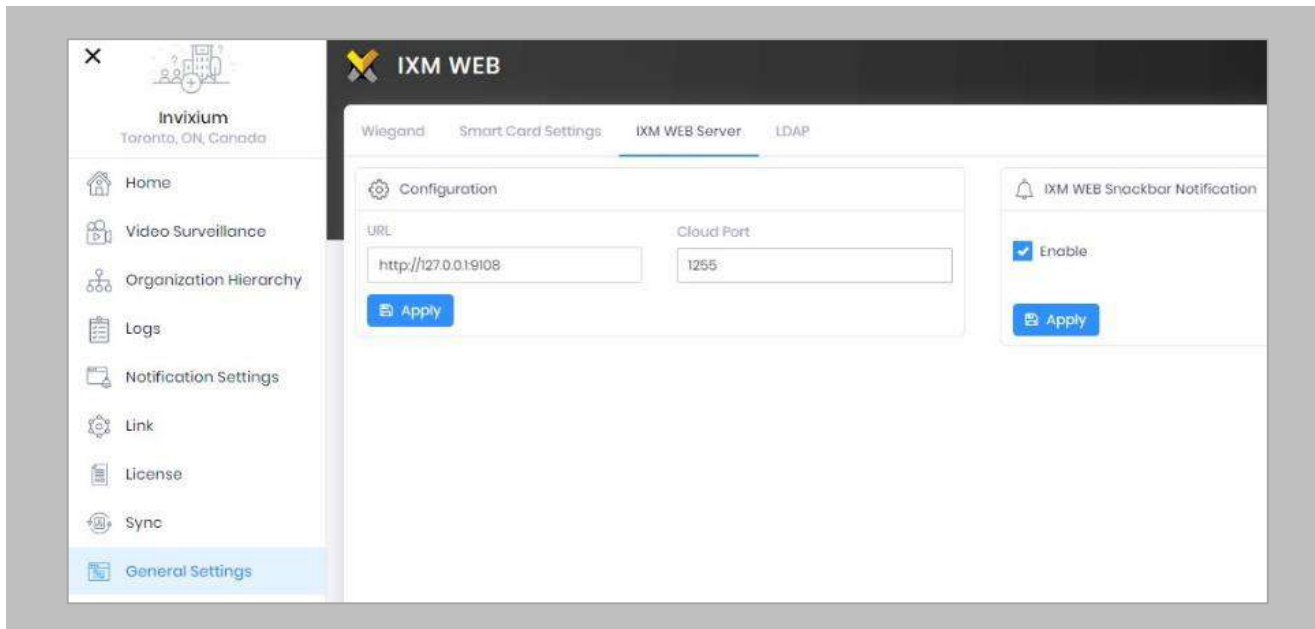 Invixium
Toronto, ON, Canada
Home
Video Surveillance
Organization Hierarchy
Logs
Notification Settings
Link
License
Sync
General Settings
IXM WEB
Wiegand Smart Card Settings IXM WEB Server LDAP
Configuration
URL Cloud Port
http://127.0.0.1:9108 1255
Apply
IXM WEB Snackbar Notification
Enable
Apply